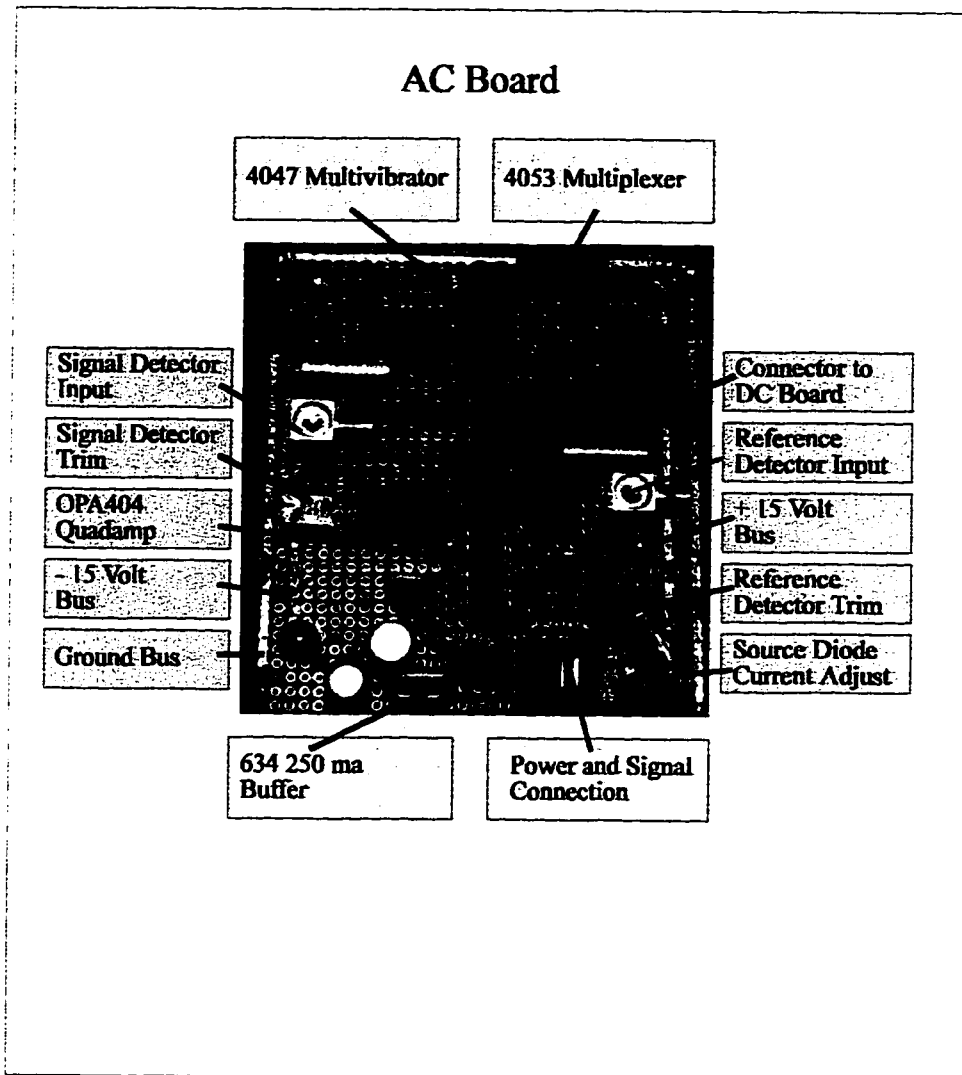 AC Board
4047 Multivibrator
4053 Multiplexer
Signal Detector
Input
Signal Detector
Trim
OPA404
Quadamp
- 15 Volt
Bus
Ground Bus
Connector to
DC Board
Reference
Detector Input
+ 15 Volt
Bus
Reference
Detector Trim
Source Diode
Current Adjust
634 250 ma
Buffer
Power and Signal
Connection